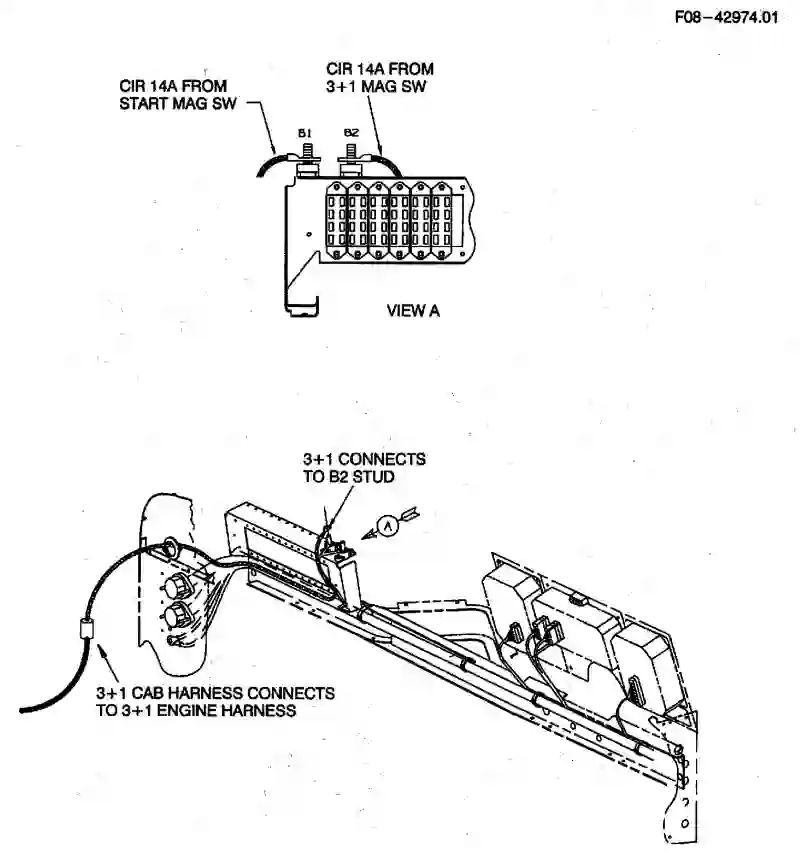 F08-42974.01
CIR 14A FROM
START MAG SW
CIR 14A FROM
3+1 MAG SW
B1
B2
VIEW A
3+1 CONNECTS
TO B2 STUD
A
3+1 CAB HARNESS CONNECTS
TO 3+1 ENGINE HARNESS